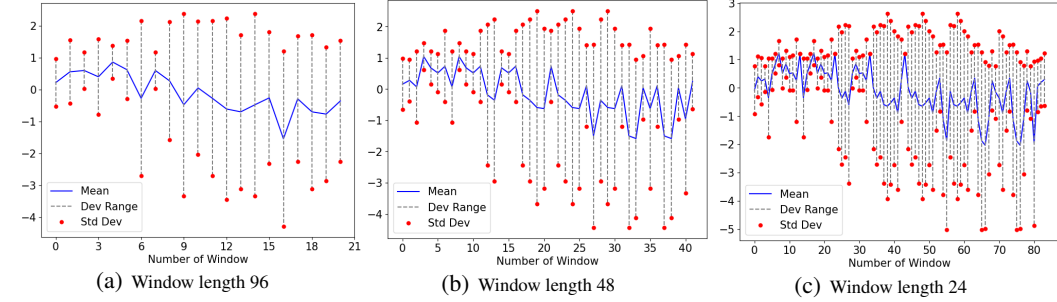 2
1
0
−1
−2
−3
−4
Mean
Dev Range
Std Dev
0 3 6 9 12 15 18 21
Number of Window
(a) Window length 96
2
1
0
−1
−2
−3
−4
Mean
Dev Range
Std Dev
0 5 10 15 20 25 30 35 40
Number of Window
(b) Window length 48
3
2
1
0
−1
−2
−3
−4
−5
Mean
Dev Range
Std Dev
0 10 20 30 40 50 60 70 80
Number of Window
(c) Window length 24